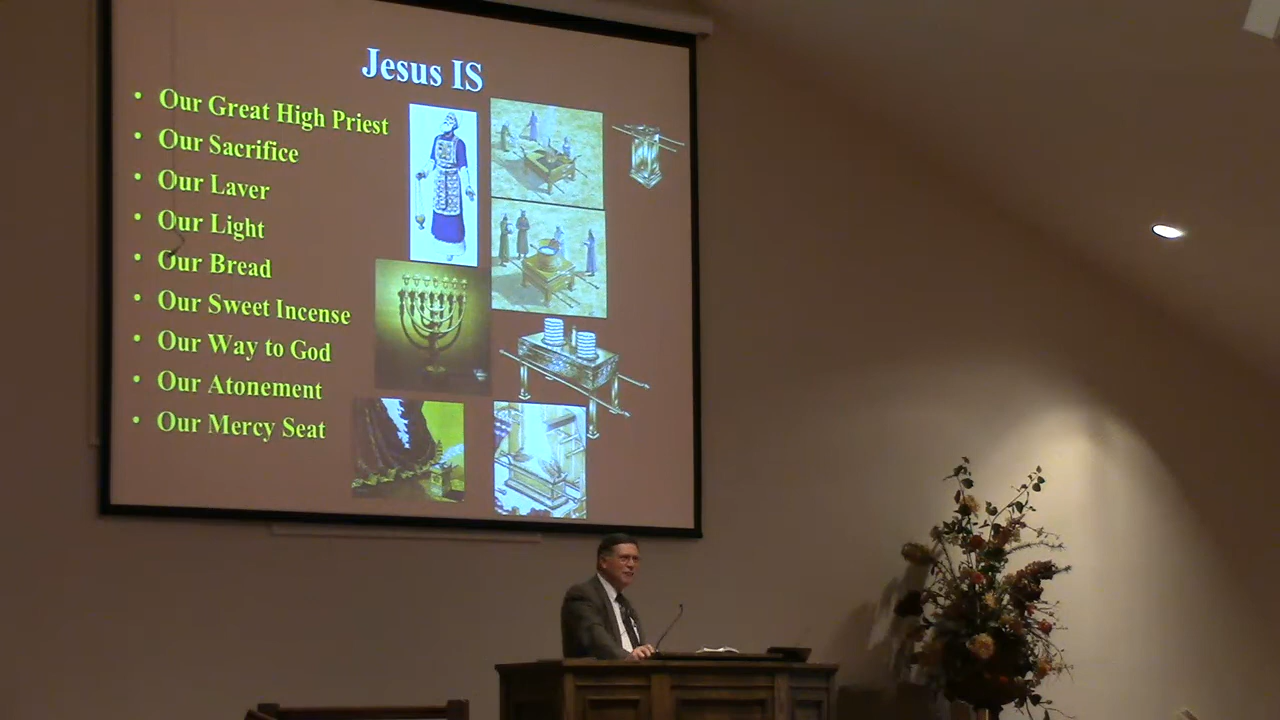 Jesus IS
• Our Great High Priest
• Our Sacrifice
• Our Laver
• Our Light
• Our Bread
• Our Sweet Incense
• Our Way to God
• Our Atonement
• Our Mercy Seat